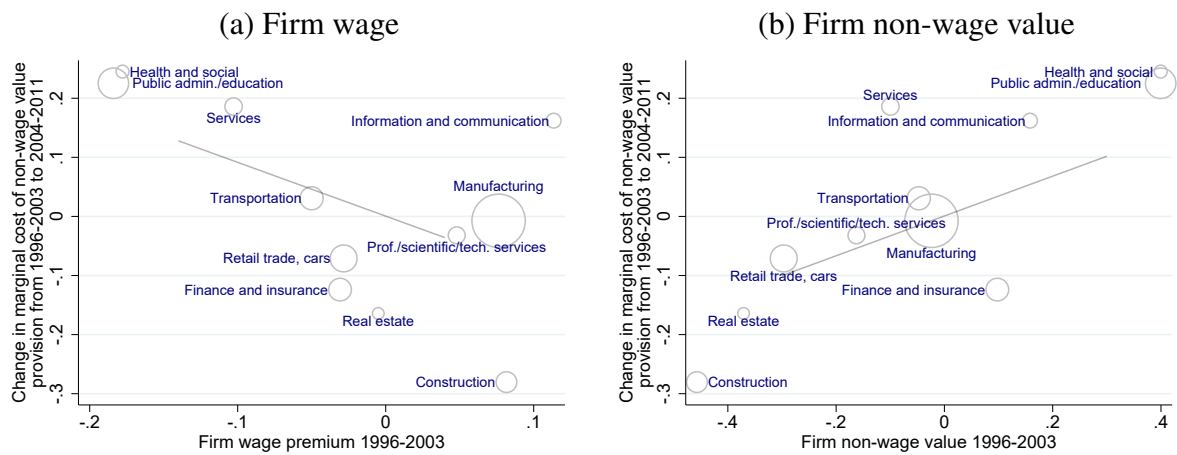 (a) Firm wage
Change in marginal cost of non-wage value
provision from 1996-2003 to 2004-2011
.2
.1
0
-.1
-.2
-.3
Health and social
Public admin./education
Services
Information and communication
Transportation
Manufacturing
Prof./scientific/tech. services
Retail trade, cars
Finance and insurance
Real estate
Construction
-.2
-.1
0
.1
Firm wage premium 1996-2003
(b) Firm non-wage value
Change in marginal cost of non-wage value
provision from 1996-2003 to 2004-2011
.2
.1
0
-.1
-.2
-.3
Health and social
Public admin./education
Services
Information and communication
Transportation
Prof./scientific/tech. services
Manufacturing
Retail trade, cars
Finance and insurance
Real estate
Construction
-.4
-.2
0
.2
.4
Firm non-wage value 1996-2003